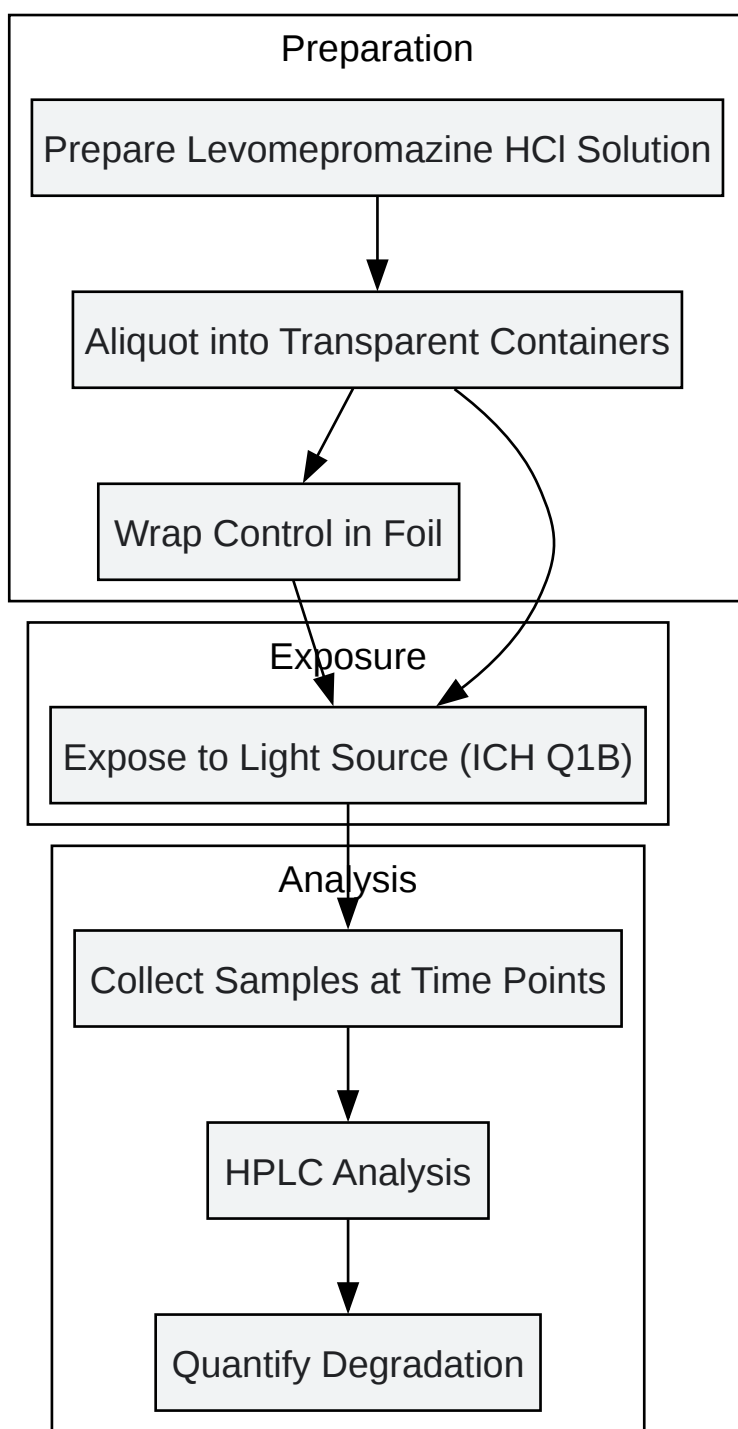 Preparation
Prepare Levomepromazine HCl Solution
Aliquot into Transparent Containers
Wrap Control in Foil
Exposure
Expose to Light Source (ICH Q1B)
Analysis
Collect Samples at Time Points
HPLC Analysis
Quantify Degradation